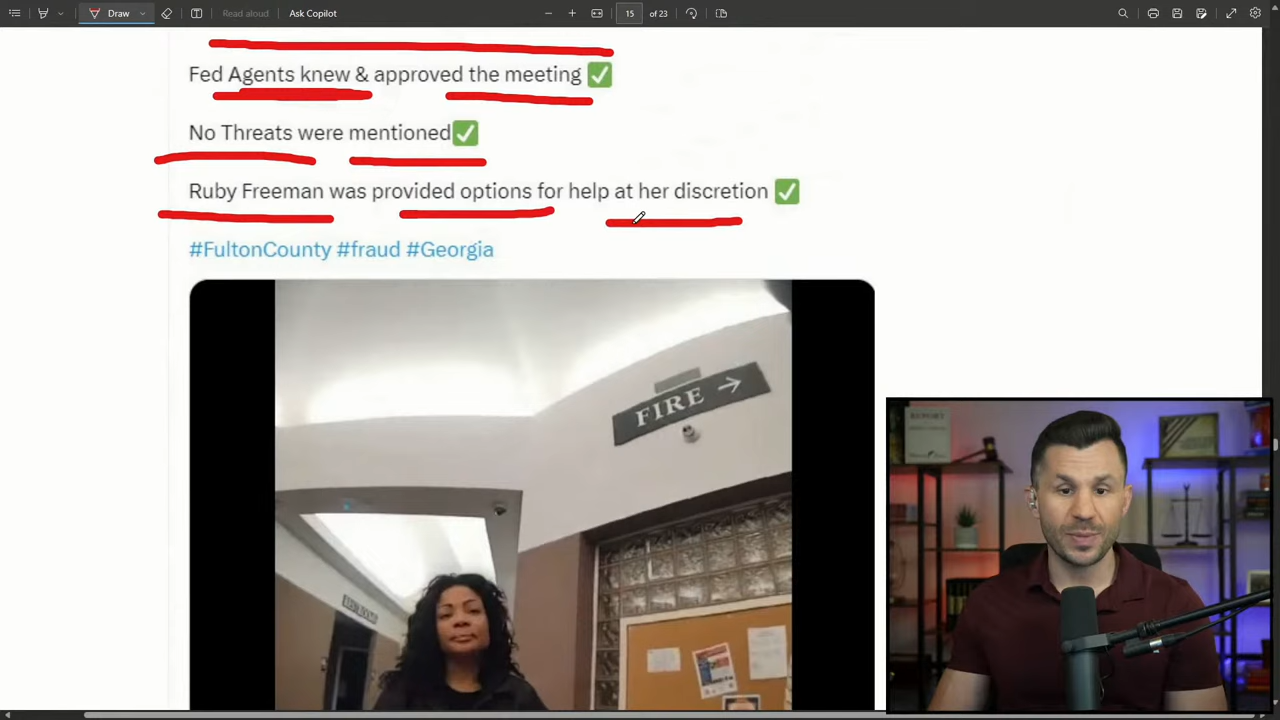 Draw
Read aloud
Ask Copilot
15 of 23
Fed Agents knew & approved the meeting ✅
No Threats were mentioned✅
Ruby Freeman was provided options for help at her discretion ✅
#FultonCounty #fraud #Georgia
FIRE →
REPORT